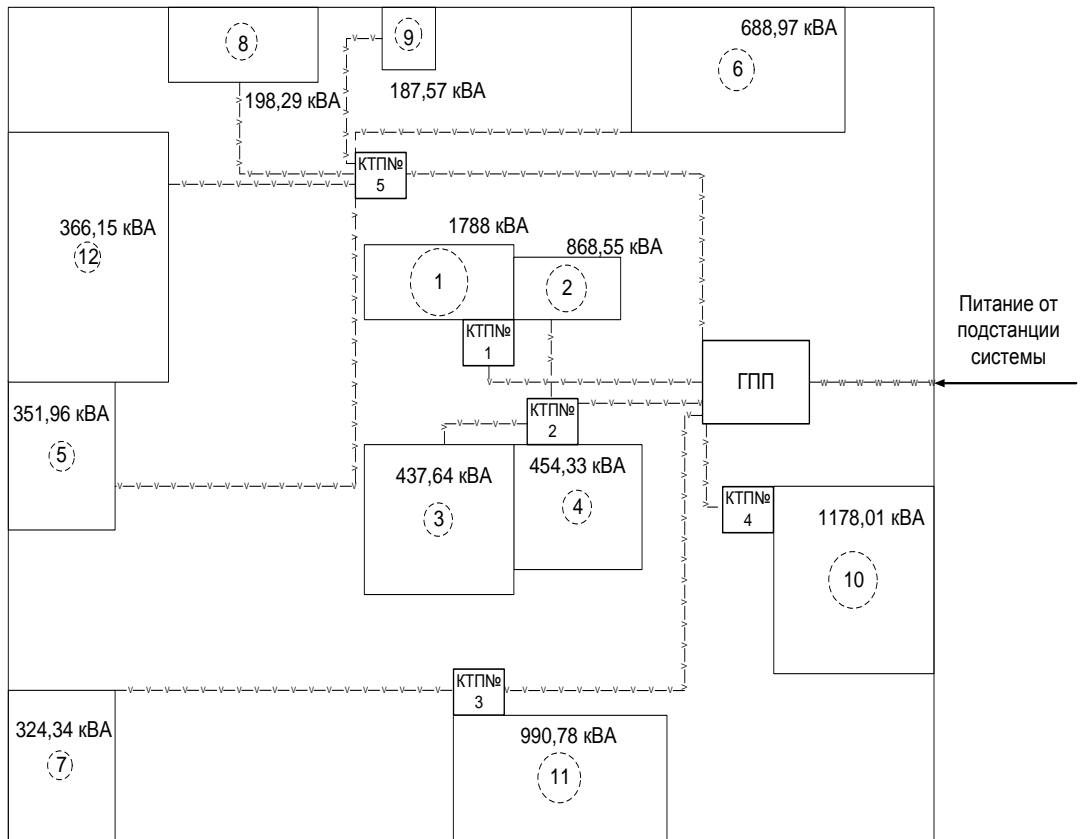 688,97 кВА
8
9
6
187,57 кВА
198,29 кВА
КТП№
5
366,15 кВА
12
1788 кВА
868,55 кВА
1
2
КТП№
1
Питание от
подстанции
системы
ГПП
351,96 кВА
5
КТП№
2
437,64 кВА
454,33 кВА
3
4
КТП№
4
1178,01 кВА
10
КТП№
3
324,34 кВА
7
990,78 кВА
11